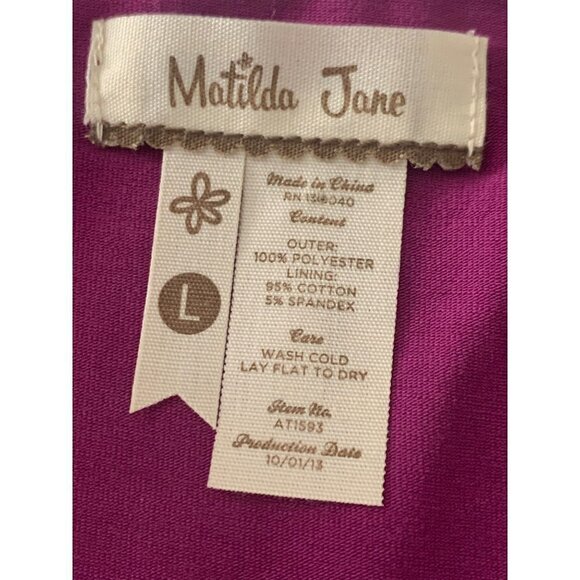 Matilda Jane
L
Made in China
RN 136040
Content
OUTER:
100% POLYESTER
LINING:
95% COTTON
5% SPANDEX
Care
WASH COLD
LAY FLAT TO DRY
Item No.
AT1593
Production Date
10/01/13